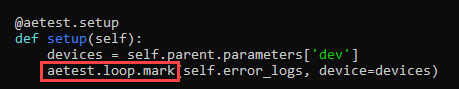 @aetest.setup
def setup(self):
    devices = self.parent.parameters['dev']
    aetest.loop.mark(self.error_logs, device=devices)